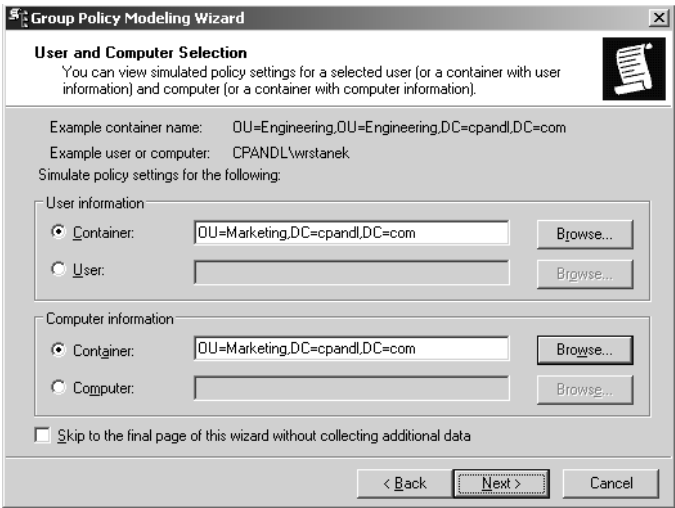 Group Policy Modeling Wizard
User and Computer Selection
You can view simulated policy settings for a selected user (or a container with user
information) and computer (or a container with computer information).
Example container name: OU=Engineering,OU=Engineering,DC=cpandl,DC=com
Example user or computer: CPANDL\wrstanek
Simulate policy settings for the following:
User information
Container: OU=Marketing,DC=cpandl,DC=com Browse...
User: Browse...
Computer information
Container: OU=Marketing,DC=cpandl,DC=com Browse...
Computer: Browse...
Skip to the final page of this wizard without collecting additional data
< Back Next > Cancel